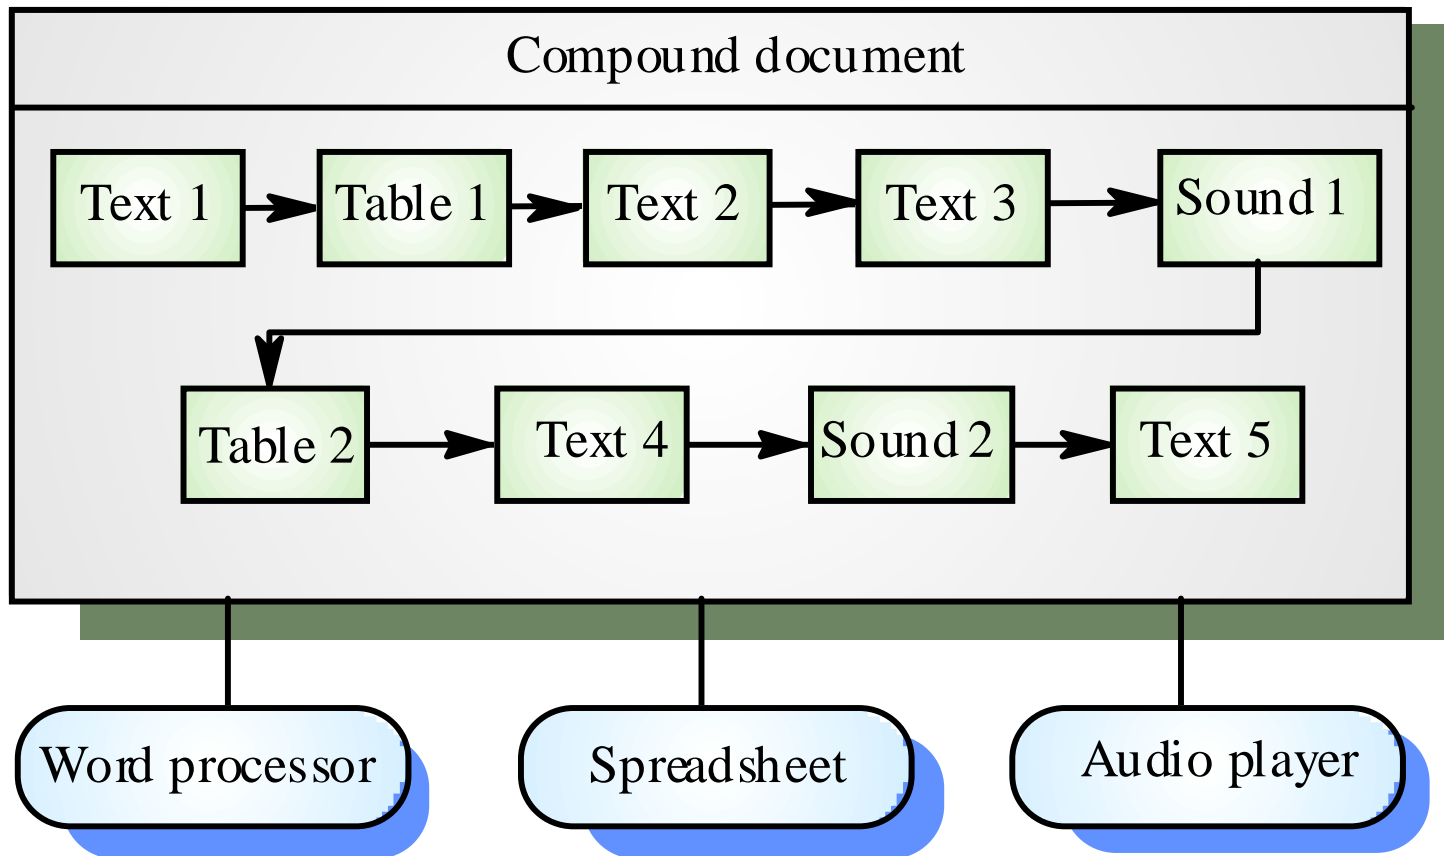 Compound document
Text 1
Table 1
Text 2
Text 3
Sound 1
Table 2
Text 4
Sound 2
Text 5
Word processor
Spreadsheet
Audio player